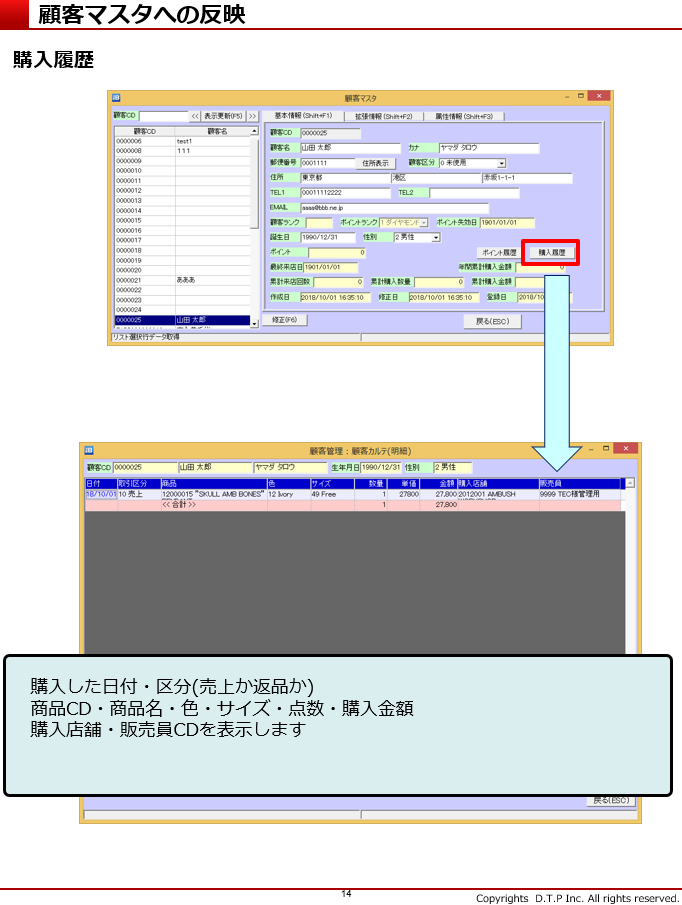 顧客マスタへの反映
購入履歴
顧客マスタ
顧客CD << 表示更新(F5) >>
顧客CD 顧客名
0000006 test1
0000008 111
0000009
0000010
0000011
0000012
0000013
0000014
0000015
0000016
0000017
0000018
0000019
0000020
0000021 あああ
0000022
0000023
0000024
0000025 山田 太郎
リスト選択行データ取得
基本情報(Shift+F1) 拡張情報(Shift+F2) 属性情報(Shift+F3)
顧客CD 0000025
顧客名 山田 太郎 カナ ヤマダ タロウ
郵便番号 0001111 住所表示 顧客区分 0 未使用
住所 東京都 港区 赤坂1-1-1
TEL1 00011112222 TEL2
EMAIL aaaa@bbb.ne.jp
顧客ランク ポイントランク 1 ダイヤモンド ポイント失効日 1901/01/01
誕生日 1990/12/31 性別 2 男性
ポイント 0 ポイント履歴 購入履歴
最終来店日 1901/01/01 年間累計購入金額 0
累計来店回数 0 累計購入数量 0 累計購入金額
作成日 2018/10/01 16:35:10 修正日 2018/10/01 16:35:10 登録日 2018/10
修正(F6) 戻る(ESC)
顧客管理：顧客カルテ(明細)
顧客CD 0000025 山田 太郎 ヤマダ タロウ 生年月日 1990/12/31 性別 2 男性
日付 取引区分 商品 色 サイズ 数量 単価 金額 購入店舗 販売員
18/10/01 10 売上 12000015 "SKULL AMB BONES" 12 Ivory 49 Free 1 27800 27,800 2012001 AMBUSH 9999 TEC様管理用
<<合計>> 1 27,800
購入した日付・区分(売上か返品か)
商品CD・商品名・色・サイズ・点数・購入金額
購入店舗・販売員CDを表示します
戻る(ESC)
14
Copyrights D.T.P Inc. All rights reserved.